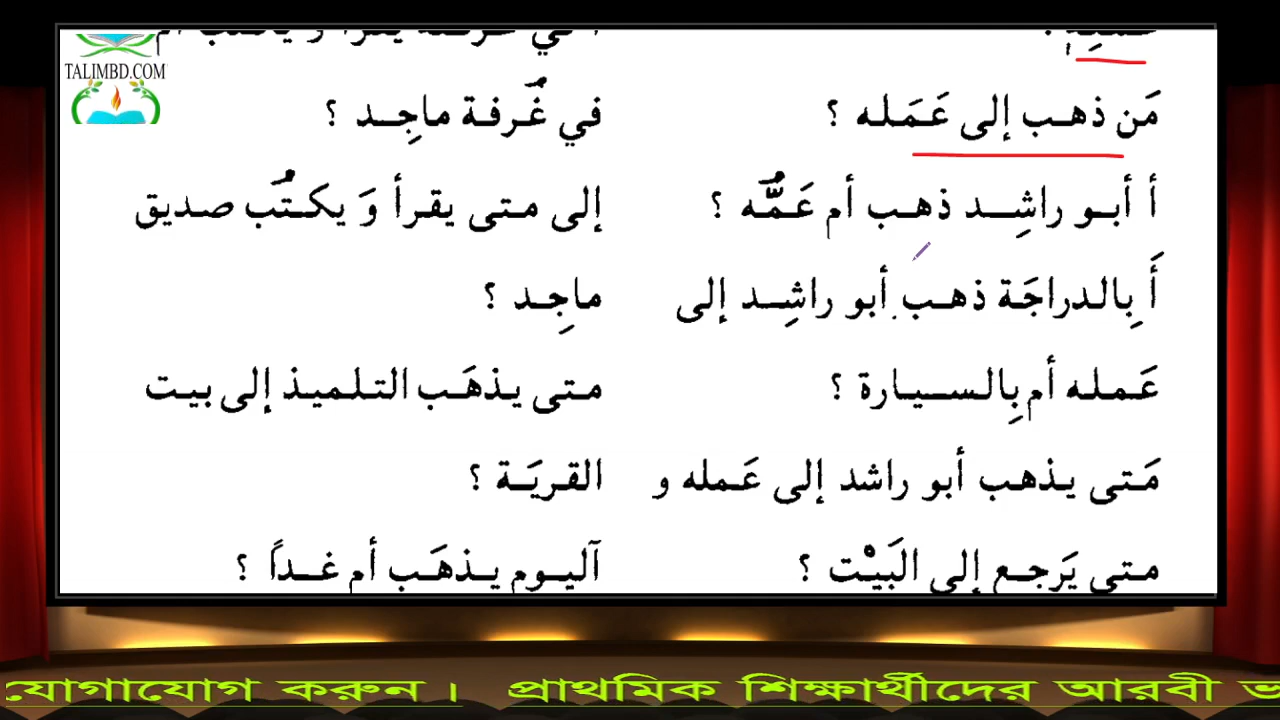 TALIMBD.COM
مَن ذهب إلى عَمَله ؟
أ أبو راشِد ذهب أم عَمُّه ؟
أَ بِالدراجَة ذهب أبو راشِد إلى
عَمله أم بِالسيارة ؟
مَتى يذهب أبو راشد إلى عَمله و
متى يَرجع إلى البَيْت ؟
في غُرفة ماجِد ؟
إلى متى يقرأ وَ يكتُب صديق
ماجِد ؟
متى يذهَب التلميذ إلى بيت
القريَة ؟
آليوم يذهَب أم غداً ؟
যোগাযোগ করুন । প্রাথমিক শিক্ষার্থীদের আরবী